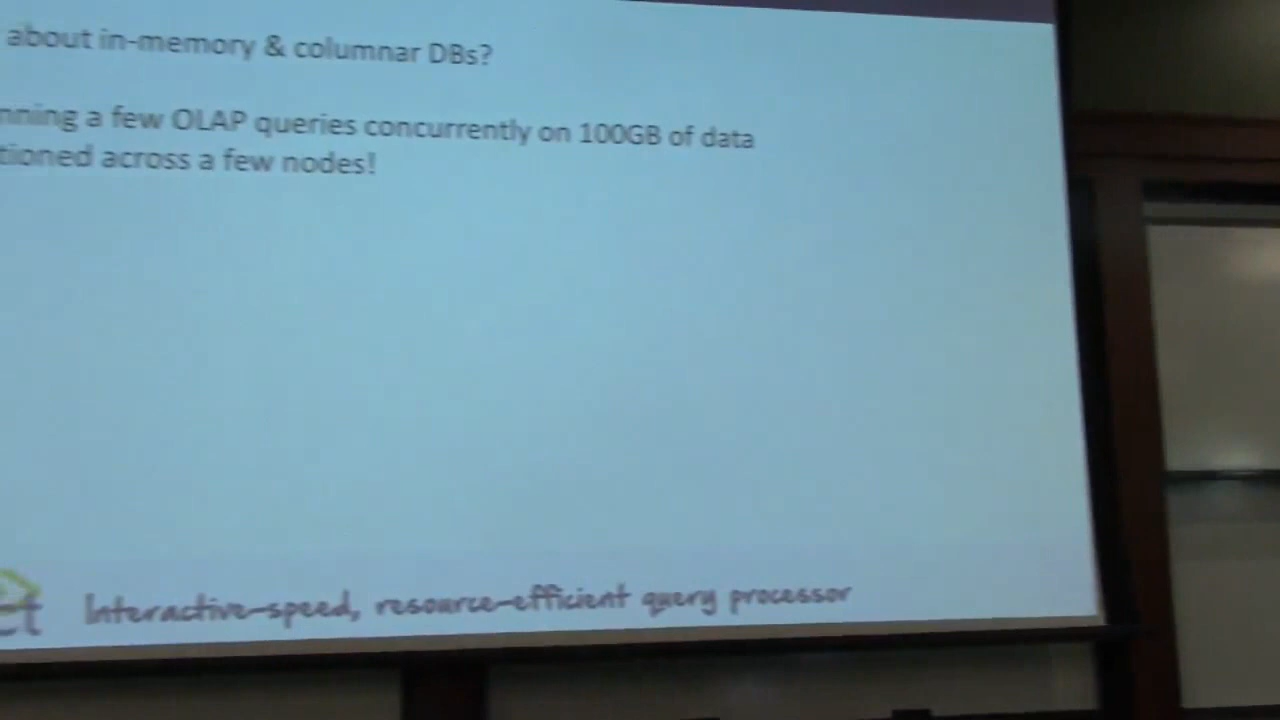 about in-memory & columnar DBs?
nning a few OLAP queries concurrently on 100GB of data
tioned across a few nodes!
et Interactive-speed, resource-efficient query processor